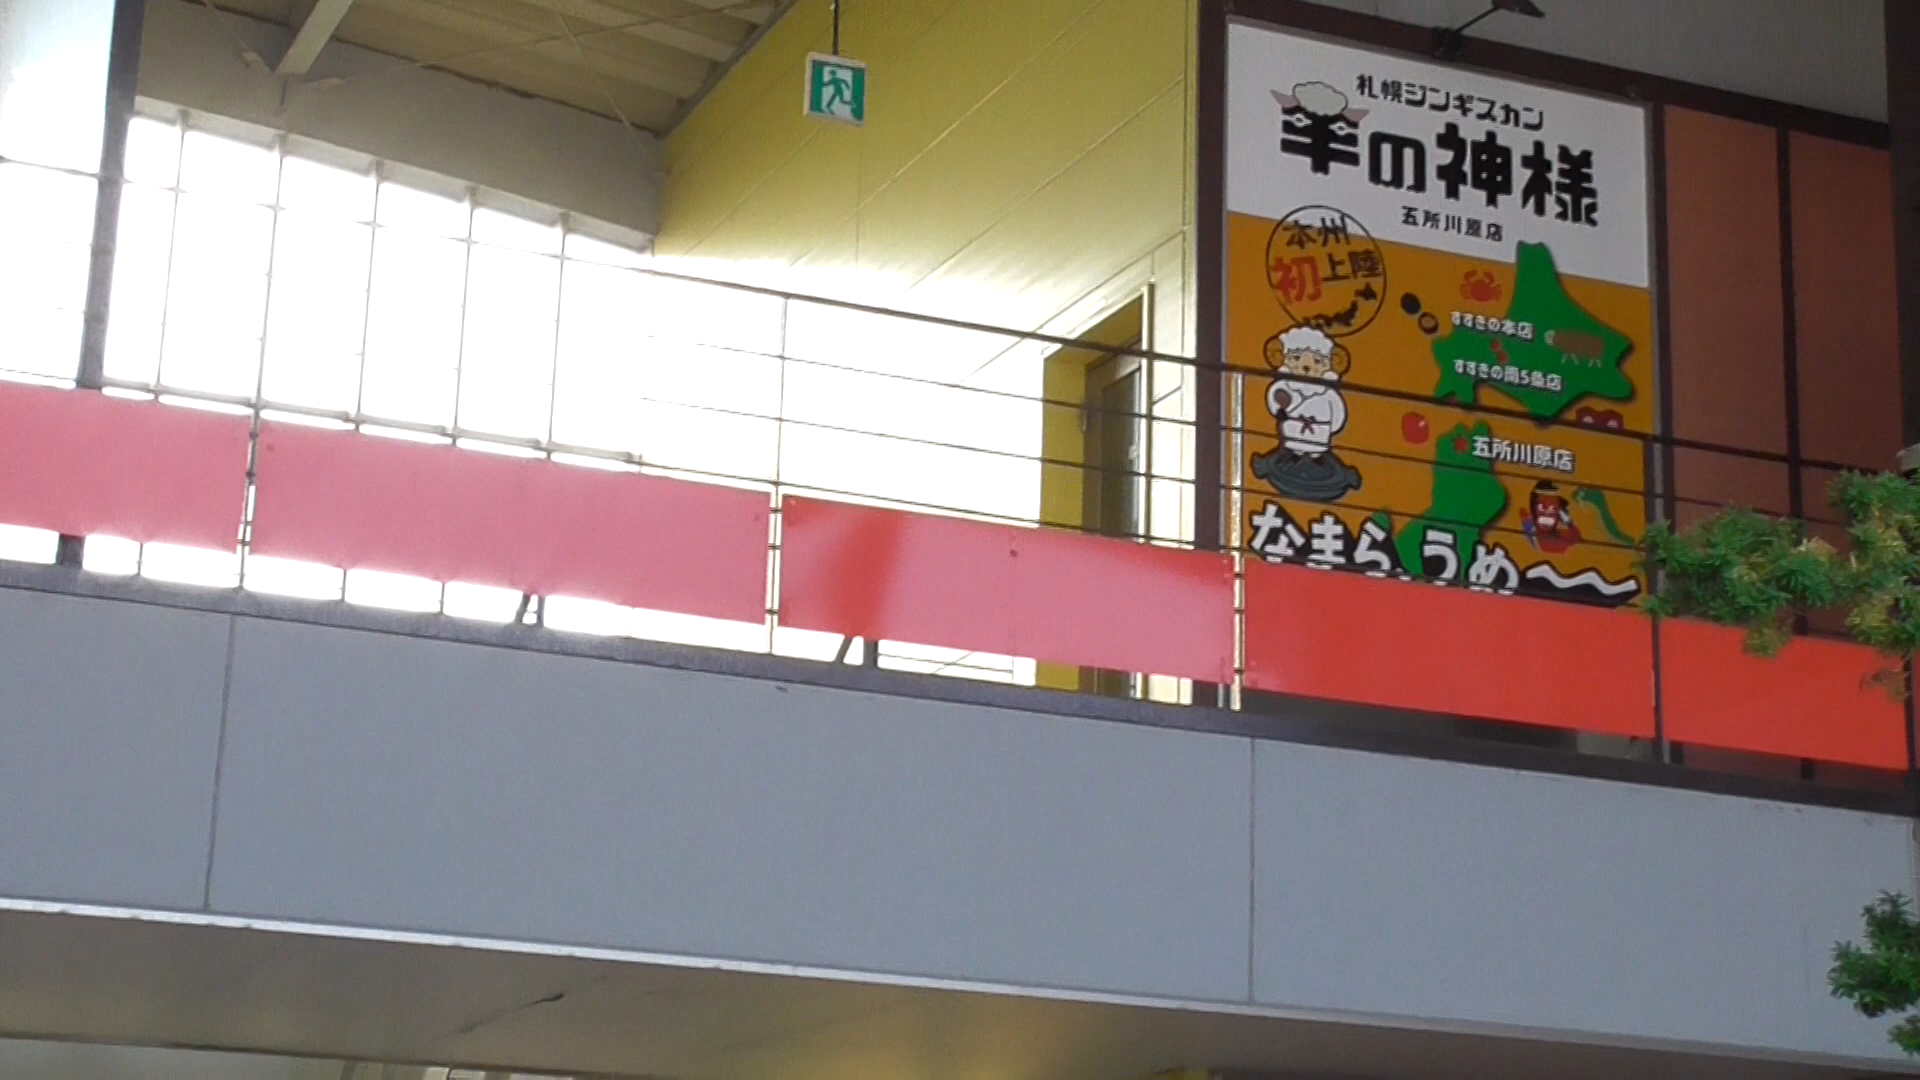 札幌ジンギスカン
羊の神様
五所川原店
本州
初上陸
すすきの本店
すすきの南5条店
五所川原店
なまら、うめ〜